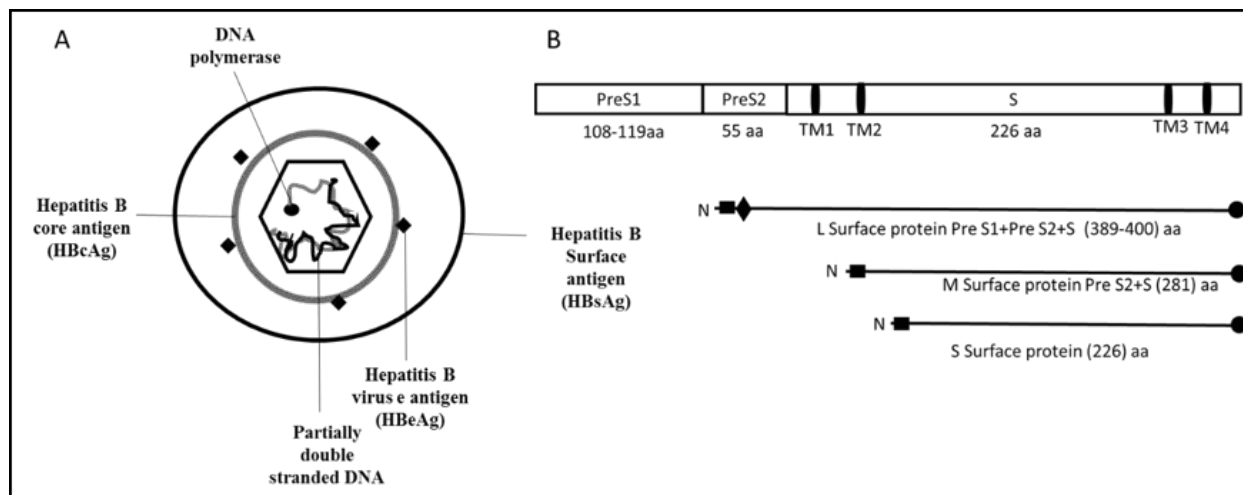 A
DNA
polymerase
Hepatitis B
core antigen
(HBcAg)
Hepatitis B
Surface
antigen
(HBsAg)
Hepatitis B
virus e antigen
(HBeAg)
Partially
double
stranded DNA
B
PreS1
PreS2
S
108-119aa
55 aa
TM1
TM2
226 aa
TM3
TM4
N
L Surface protein Pre S1+Pre S2+S (389-400) aa
N
M Surface protein Pre S2+S (281) aa
N
S Surface protein (226) aa